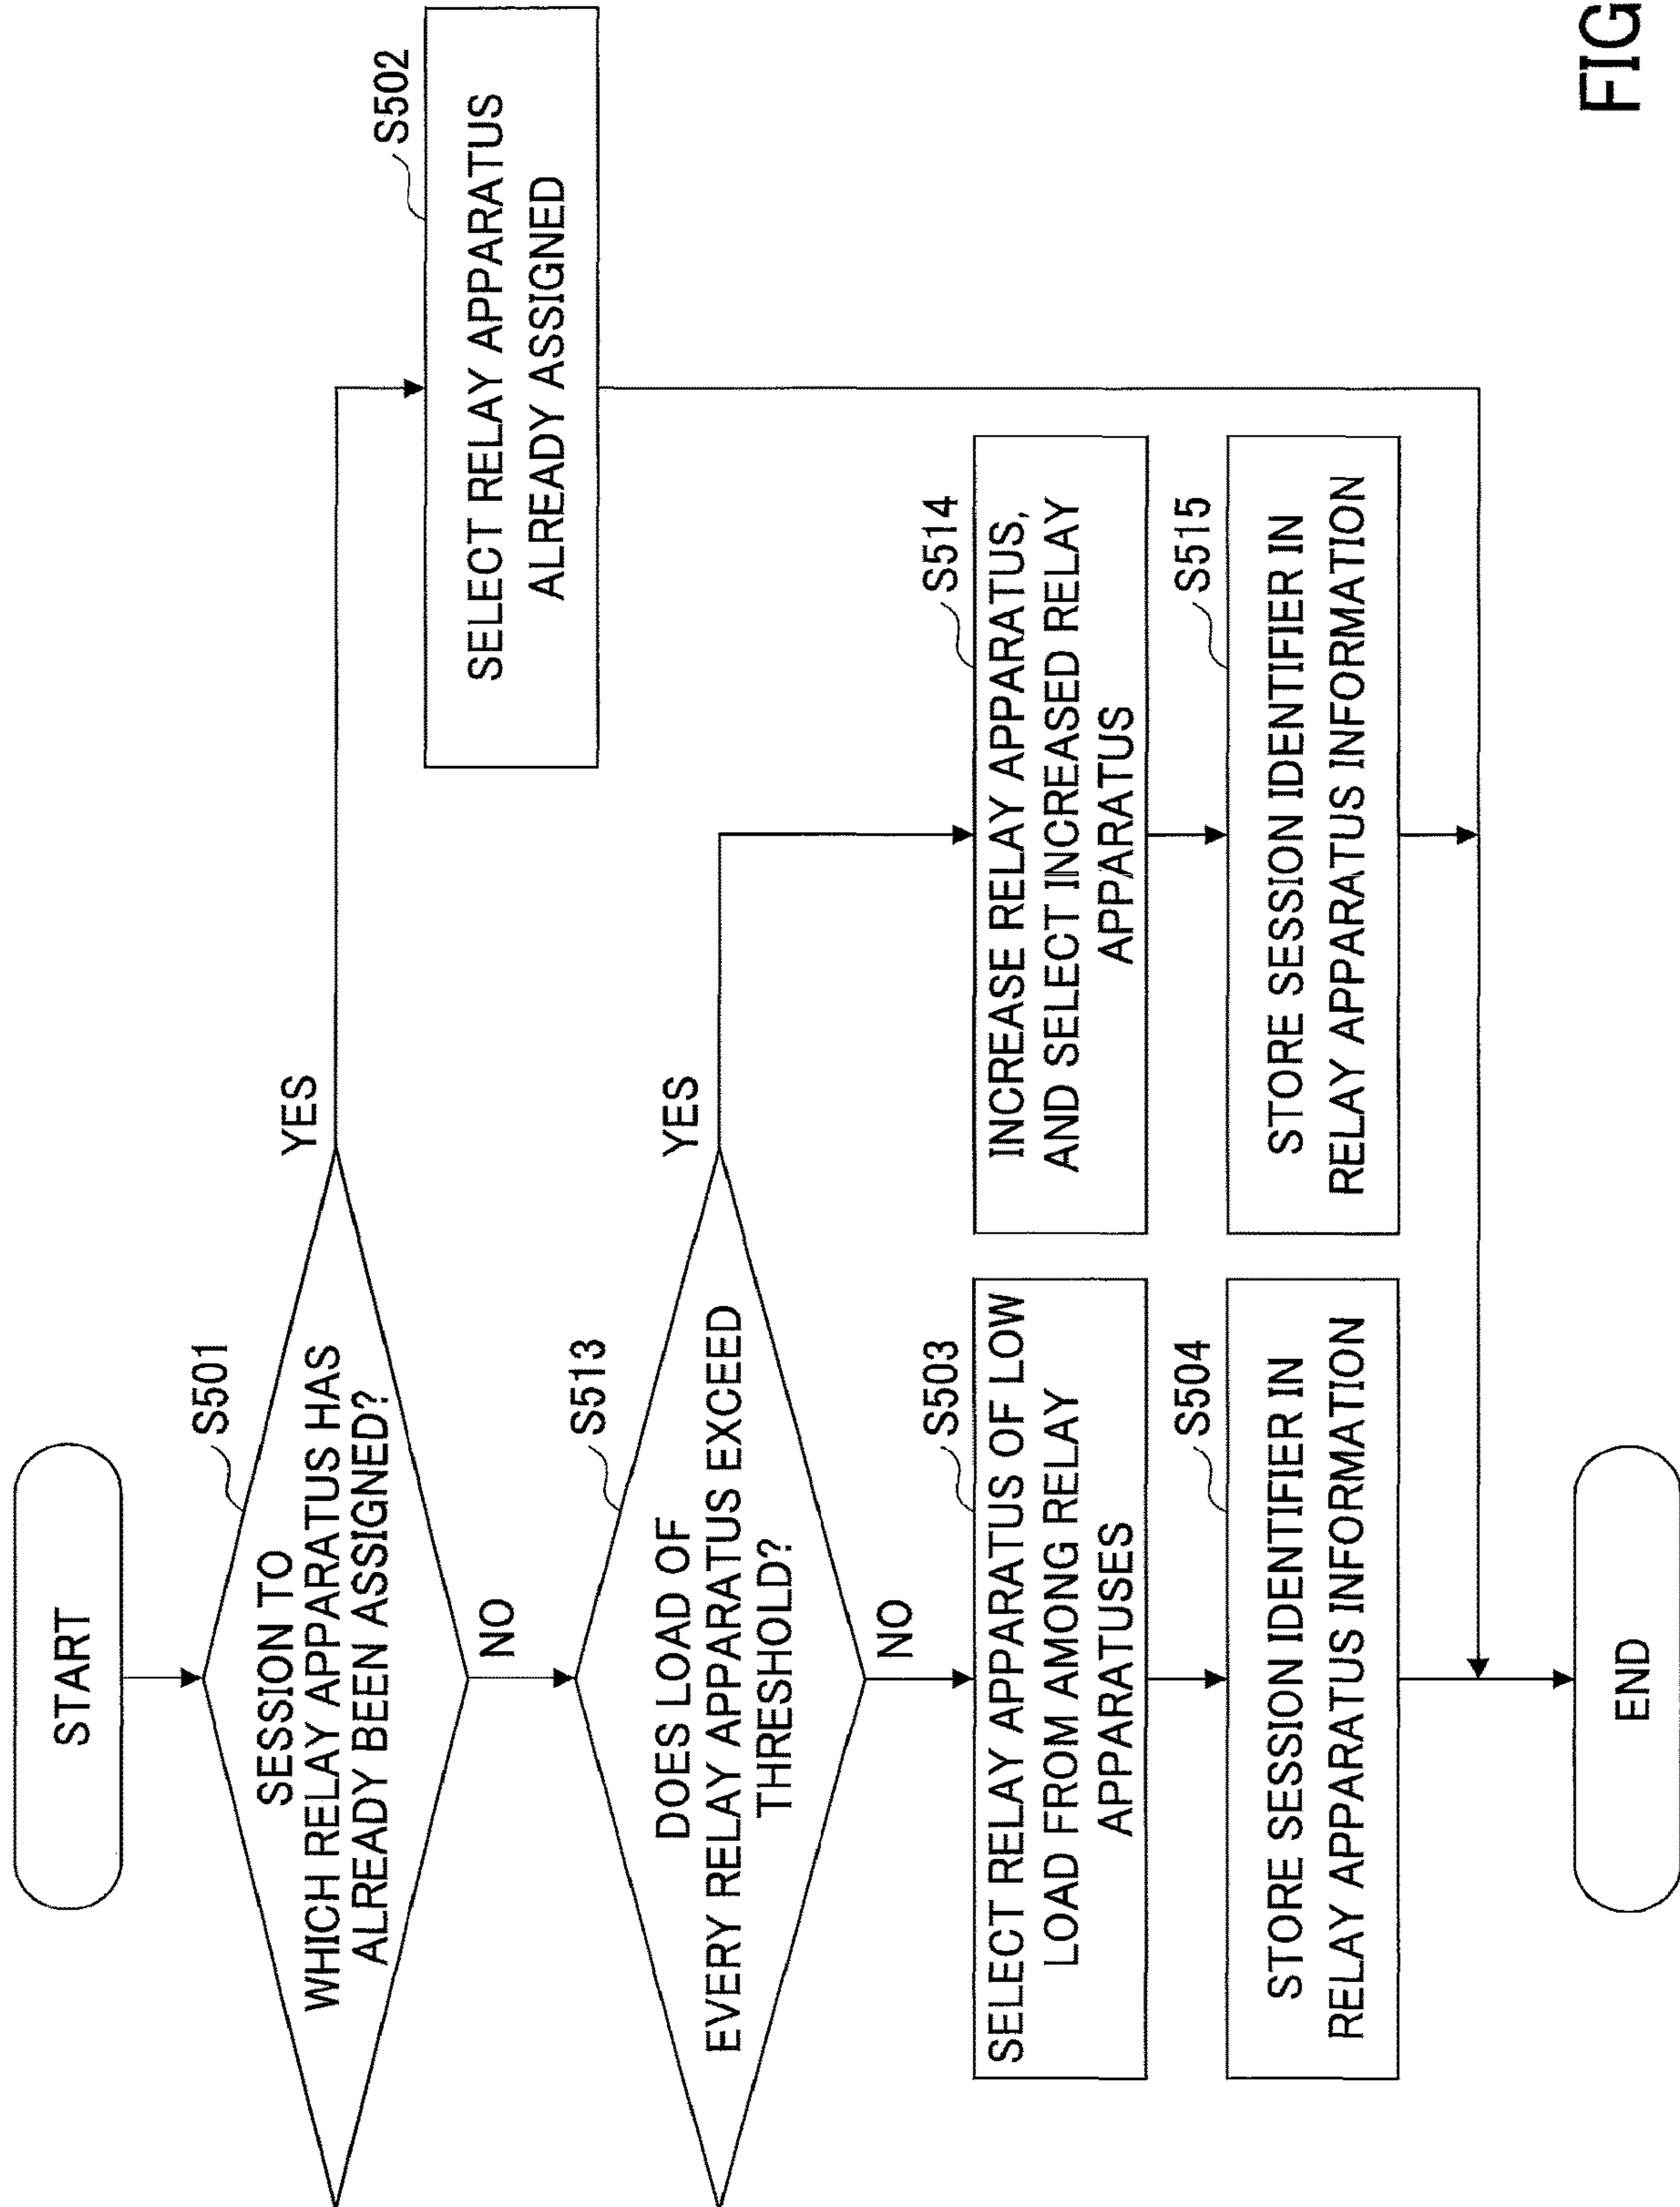 START
S501
SESSION TO
WHICH RELAY APPARATUS HAS
ALREADY BEEN ASSIGNED?
YES
NO
S502
SELECT RELAY APPARATUS
ALREADY ASSIGNED
S513
DOES LOAD OF
EVERY RELAY APPARATUS EXCEED
THRESHOLD?
YES
NO
S503
SELECT RELAY APPARATUS OF LOW
LOAD FROM AMONG RELAY
APPARATUSES
S514
INCREASE RELAY APPARATUS,
AND SELECT INCREASED RELAY
APPARATUS
S504
STORE SESSION IDENTIFIER IN
RELAY APPARATUS INFORMATION
S515
STORE SESSION IDENTIFIER IN
RELAY APPARATUS INFORMATION
END
FIG